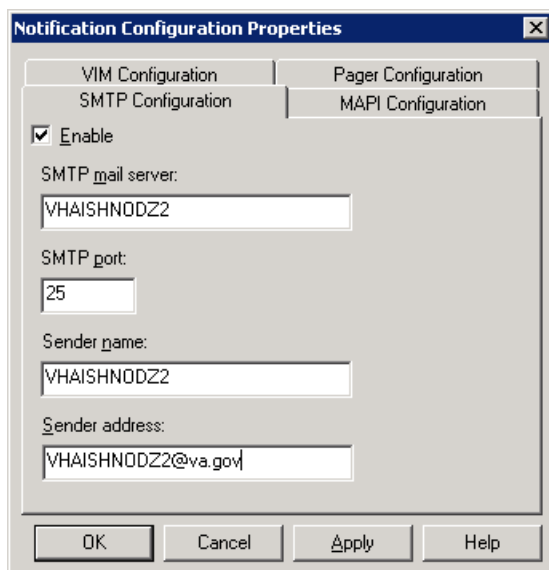 Notification Configuration Properties
VIM Configuration
Pager Configuration
SMTP Configuration
MAPI Configuration
Enable
SMTP mail server:
VHAISHNODZ2
SMTP port:
25
Sender name:
VHAISHNODZ2
Sender address:
VHAISHNODZ2@va.gov
OK
Cancel
Apply
Help